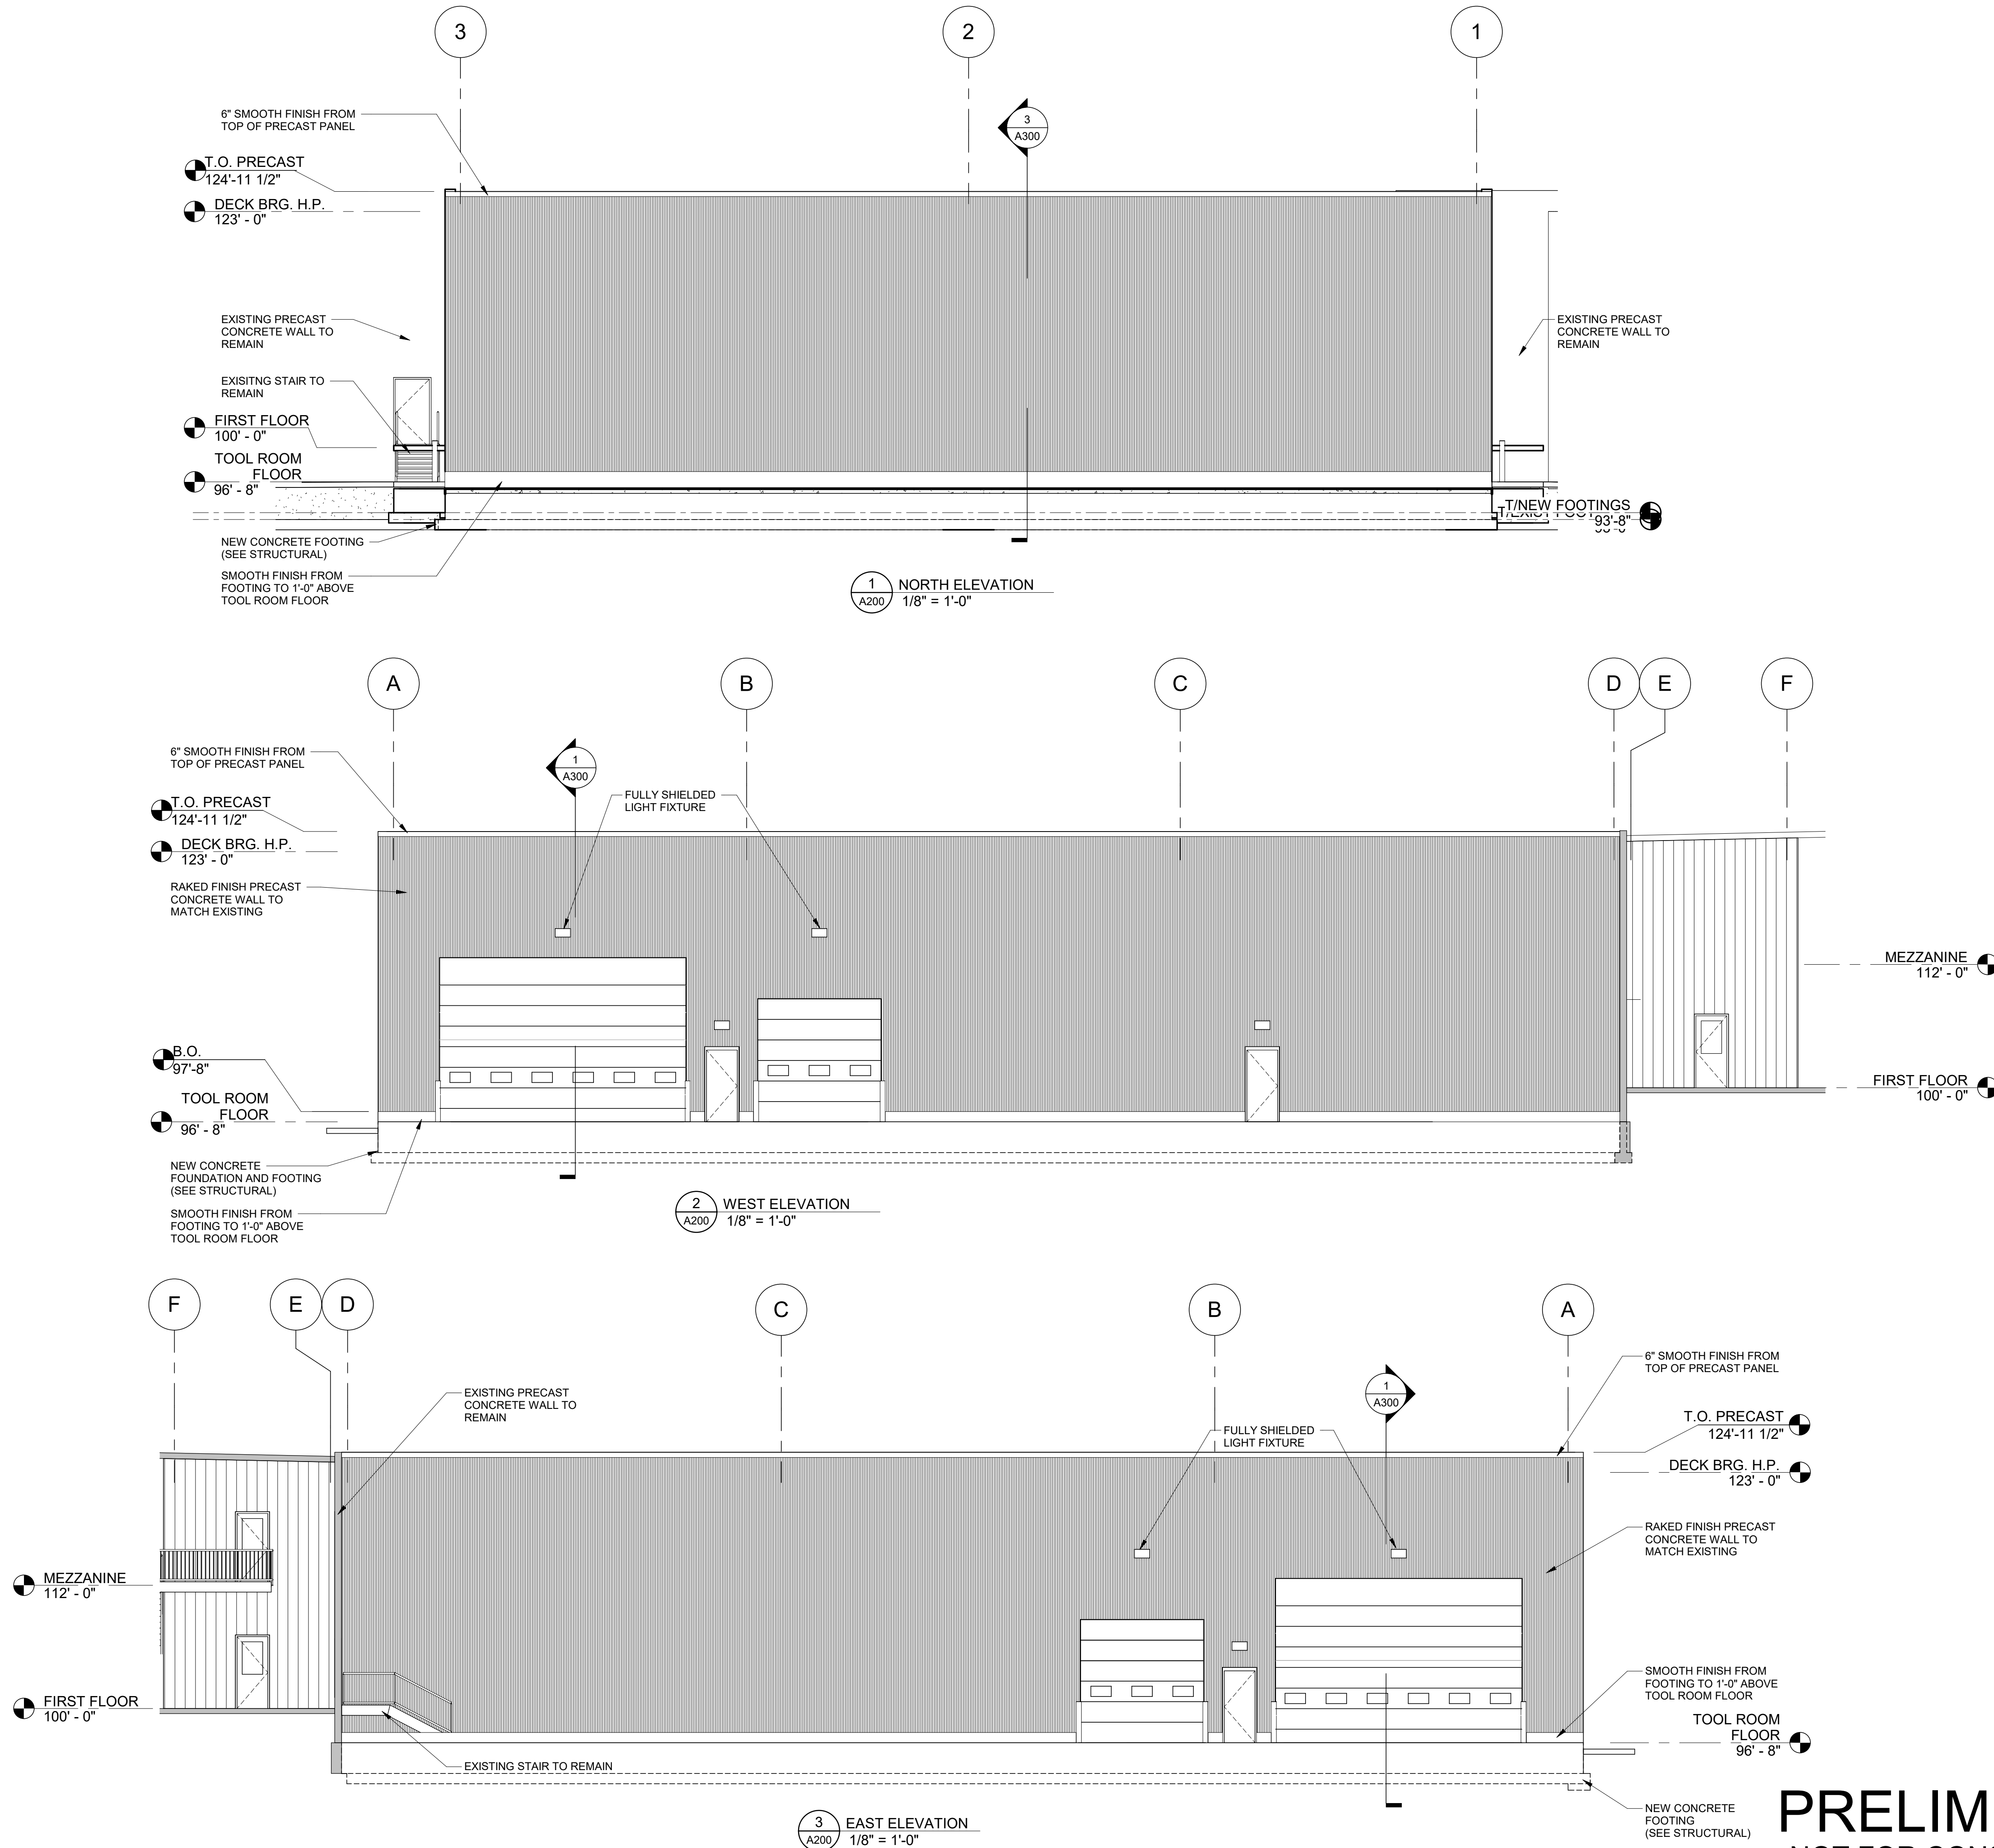 3
2
1
6" SMOOTH FINISH FROM
TOP OF PRECAST PANEL
3
A300
T.O. PRECAST
124'-11 1/2"
DECK BRG. H.P.
123' - 0"
EXISTING PRECAST
CONCRETE WALL TO
REMAIN
EXISTING PRECAST
CONCRETE WALL TO
REMAIN
EXISITNG STAIR TO
REMAIN
FIRST FLOOR
100' - 0"
TOOL ROOM
FLOOR
96' - 8"
T/NEW FOOTINGS
93'-8"
NEW CONCRETE FOOTING
(SEE STRUCTURAL)
SMOOTH FINISH FROM
FOOTING TO 1'-0" ABOVE
TOOL ROOM FLOOR
1
A200
NORTH ELEVATION
1/8" = 1'-0"
A
B
C
D
E
F
6" SMOOTH FINISH FROM
TOP OF PRECAST PANEL
1
A300
FULLY SHIELDED
LIGHT FIXTURE
T.O. PRECAST
124'-11 1/2"
DECK BRG. H.P.
123' - 0"
RAKED FINISH PRECAST
CONCRETE WALL TO
MATCH EXISTING
MEZZANINE
112' - 0"
B.O.
97'-8"
FIRST FLOOR
100' - 0"
TOOL ROOM
FLOOR
96' - 8"
NEW CONCRETE
FOUNDATION AND FOOTING
(SEE STRUCTURAL)
SMOOTH FINISH FROM
FOOTING TO 1'-0" ABOVE
TOOL ROOM FLOOR
2
A200
WEST ELEVATION
1/8" = 1'-0"
F
E
D
C
B
A
6" SMOOTH FINISH FROM
TOP OF PRECAST PANEL
EXISTING PRECAST
CONCRETE WALL TO
REMAIN
1
A300
FULLY SHIELDED
LIGHT FIXTURE
T.O. PRECAST
124'-11 1/2"
DECK BRG. H.P.
123' - 0"
RAKED FINISH PRECAST
CONCRETE WALL TO
MATCH EXISTING
MEZZANINE
112' - 0"
FIRST FLOOR
100' - 0"
SMOOTH FINISH FROM
FOOTING TO 1'-0" ABOVE
TOOL ROOM FLOOR
TOOL ROOM
FLOOR
96' - 8"
EXISTING STAIR TO REMAIN
NEW CONCRETE
FOOTING
(SEE STRUCTURAL)
3
A200
EAST ELEVATION
1/8" = 1'-0"
PRELIM